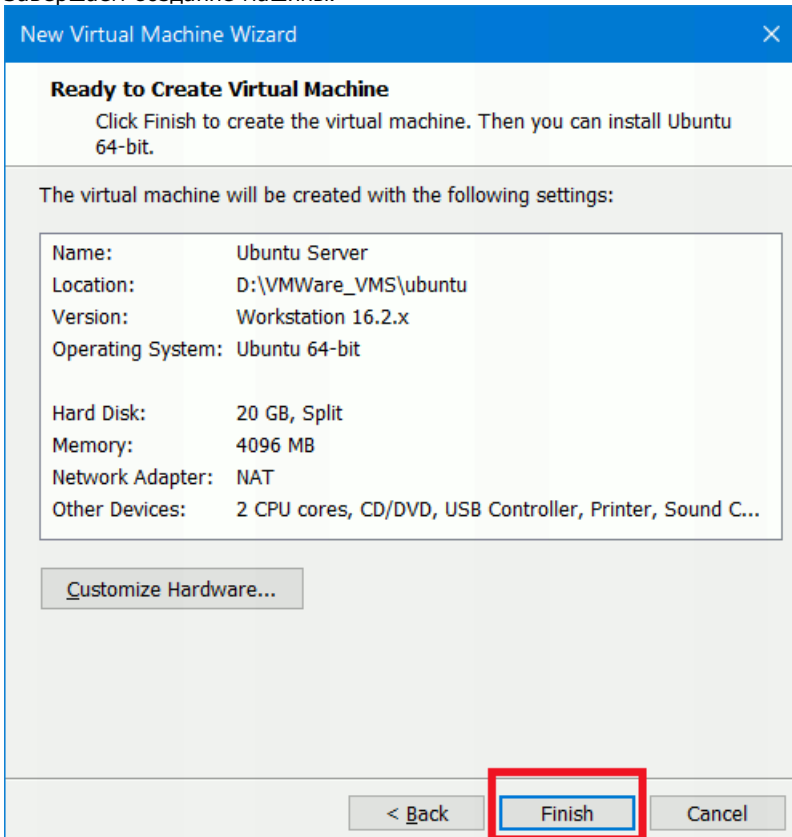 Завершаем создание машины.
New Virtual Machine Wizard
Ready to Create Virtual Machine
Click Finish to create the virtual machine. Then you can install Ubuntu
64-bit.
The virtual machine will be created with the following settings:
Name: Ubuntu Server
Location: D:\VMWare_VMS\ubuntu
Version: Workstation 16.2.x
Operating System: Ubuntu 64-bit
Hard Disk: 20 GB, Split
Memory: 4096 MB
Network Adapter: NAT
Other Devices: 2 CPU cores, CD/DVD, USB Controller, Printer, Sound C...
Customize Hardware...
< Back Finish Cancel